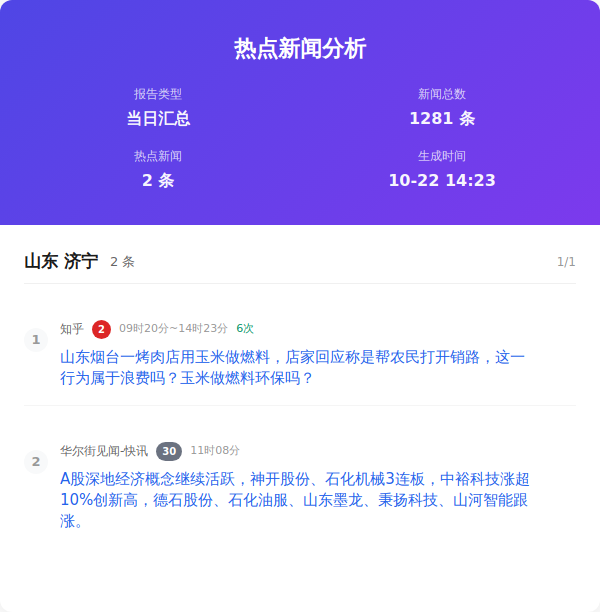 热点新闻分析
报告类型
新闻总数
当日汇总
1281 条
热点新闻
生成时间
2 条
10-22 14:23
山东 济宁 2 条 1/1
1
知乎 2 09时20分~14时23分 6次
山东烟台一烤肉店用玉米做燃料，店家回应称是帮农民打开销路，这一
行为属于浪费吗？玉米做燃料环保吗？
2
华尔街见闻-快讯 30 11时08分
A股深地经济概念继续活跃，神开股份、石化机械3连板，中裕科技涨超
10%创新高，德石股份、石化油服、山东墨龙、秉扬科技、山河智能跟
涨。